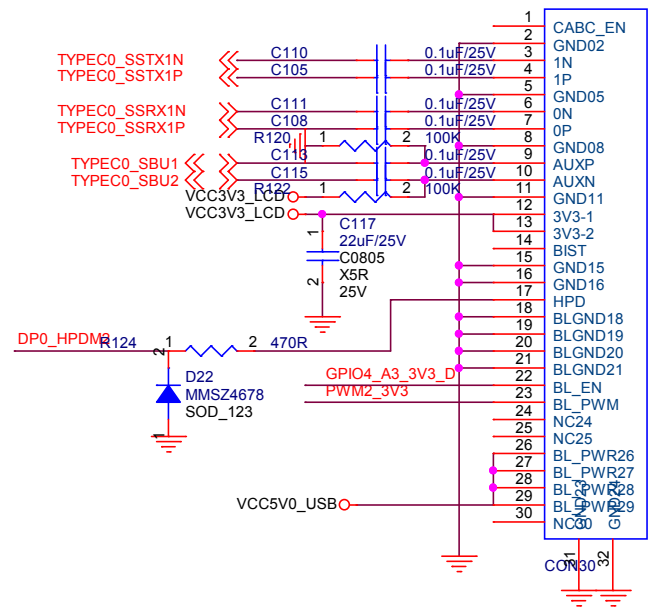 1 CABC_EN
2 GND02
TYPEC0_SSTX1N C110 0.1uF/25V 3 1N
TYPEC0_SSTX1P C105 0.1uF/25V 4 1P
5 GND05
TYPEC0_SSRX1N C111 0.1uF/25V 6 0N
TYPEC0_SSRX1P C108 0.1uF/25V 7 0P
R120 1 2 100K 8 GND08
TYPEC0_SBU1 C113 0.1uF/25V 9 AUXP
TYPEC0_SBU2 C115 0.1uF/25V 10 AUXN
VCC3V3_LCD R122 1 2 100K 11 GND11
VCC3V3_LCD 12 3V3-1
1 C117 13 3V3-2
22uF/25V 14 BIST
C0805 15 GND15
X5R 16 GND16
2 25V 17 HPD
18 BLGND18
DP0_HPDM2 R124 1 2 470R 19 BLGND19
2 20 BLGND20
D22 21 BLGND21
GPIO4_A3_3V3_D 22 BL_EN
MMSZ4678 PWM2_3V3 23 BL_PWM
SOD_123 24 NC24
1 25 NC25
26 BL_PWR26
27 BL_PWR27
28 BL_PWR28
VCC5V0_USB 29 BL_PWR29
30 NC30
GND23 GND24
31 32
CON30